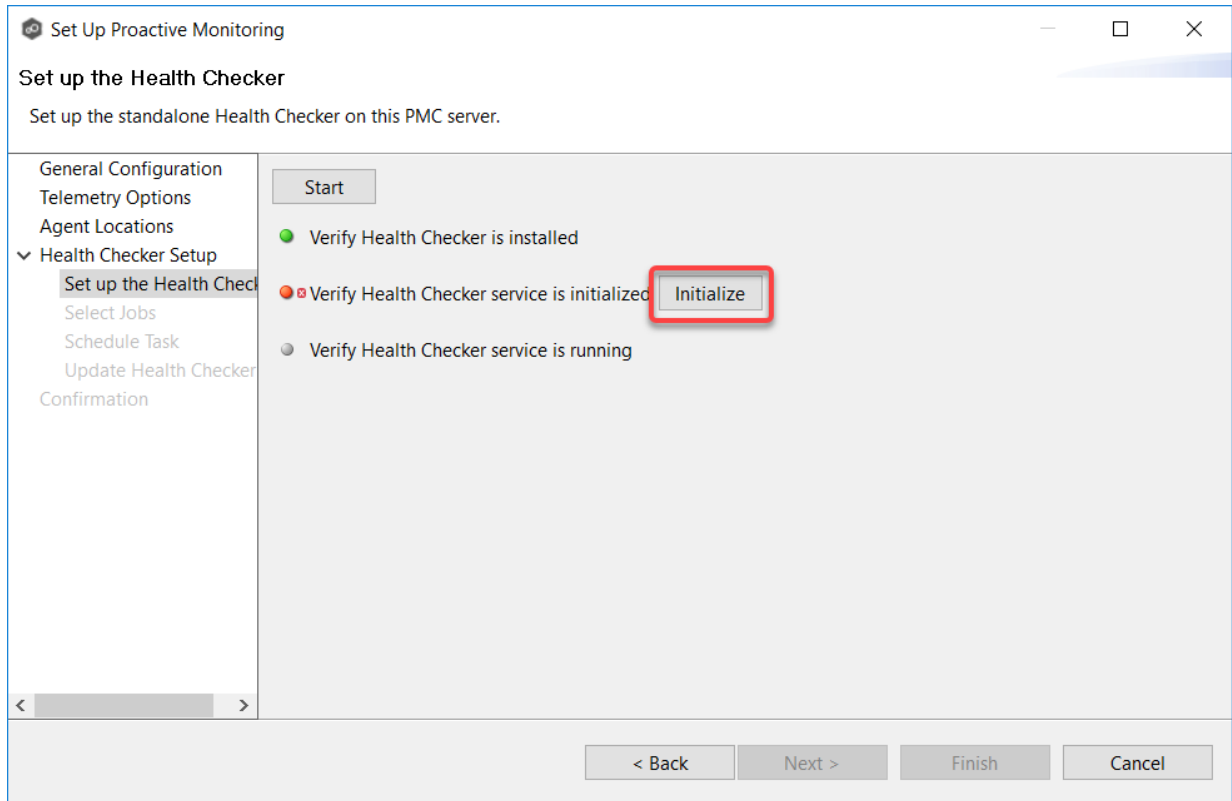 Set Up Proactive Monitoring
Set up the Health Checker
Set up the standalone Health Checker on this PMC server.
General Configuration
Telemetry Options
Agent Locations
Health Checker Setup
Set up the Health Check
Select Jobs
Schedule Task
Update Health Checker
Confirmation
Start
Verify Health Checker is installed
Verify Health Checker service is initialized Initialize
Verify Health Checker service is running
< Back Next > Finish Cancel